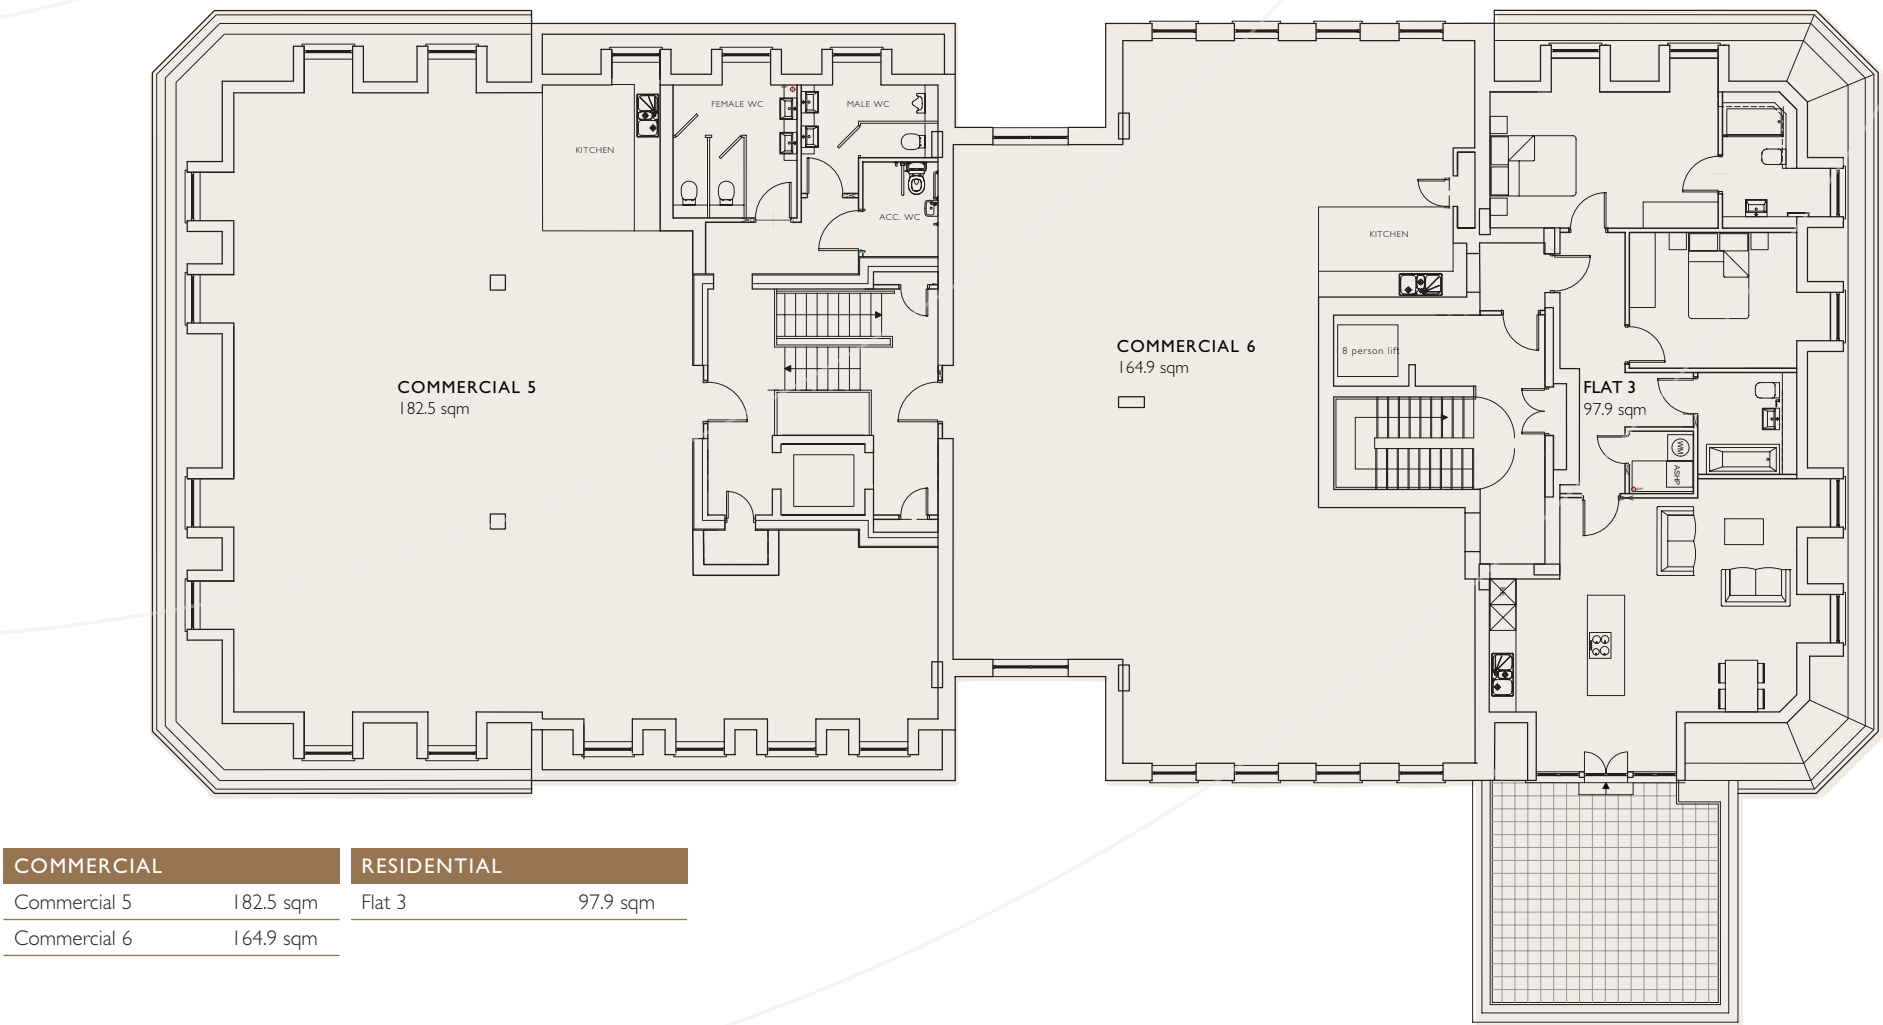 FEMALE WC
MALE WC
KITCHEN
ACC. WC
KITCHEN
8 person lift
COMMERCIAL 5
182.5 sqm
COMMERCIAL 6
164.9 sqm
FLAT 3
97.9 sqm
WM
ASHP
COMMERCIAL
Commercial 5 182.5 sqm
Commercial 6 164.9 sqm
RESIDENTIAL
Flat 3 97.9 sqm